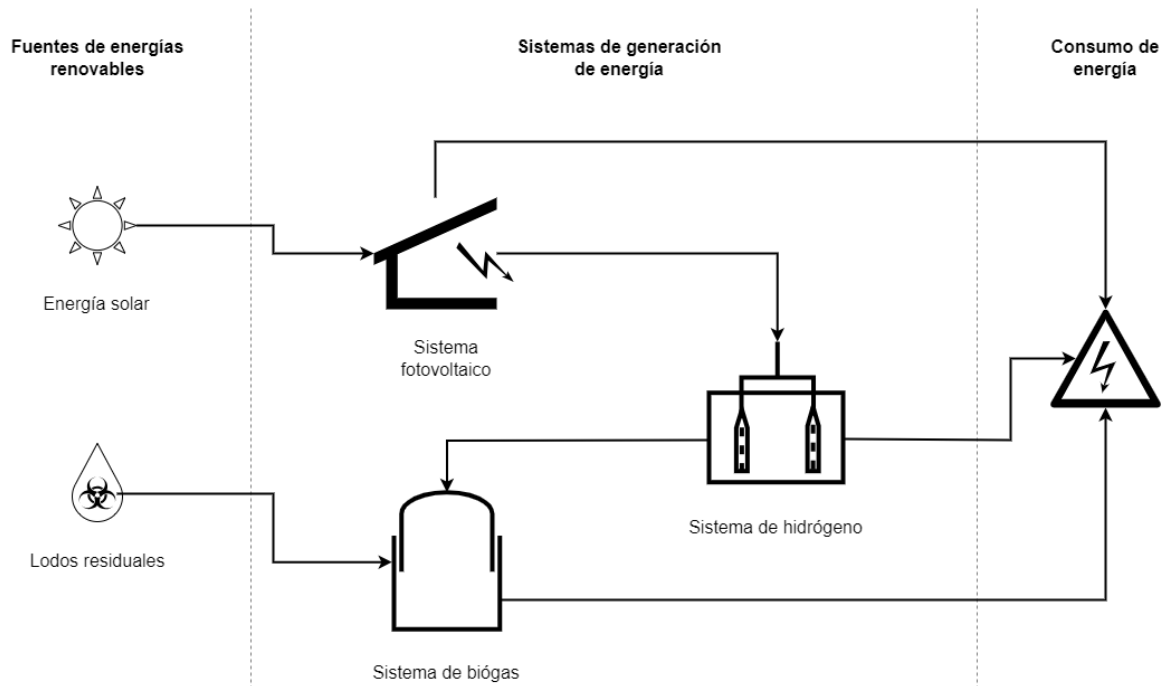 Fuentes de energías
renovables
Sistemas de generación
de energía
Consumo de
energía
Energía solar
Sistema
fotovoltaico
Sistema de hidrógeno
Lodos residuales
Sistema de biógas